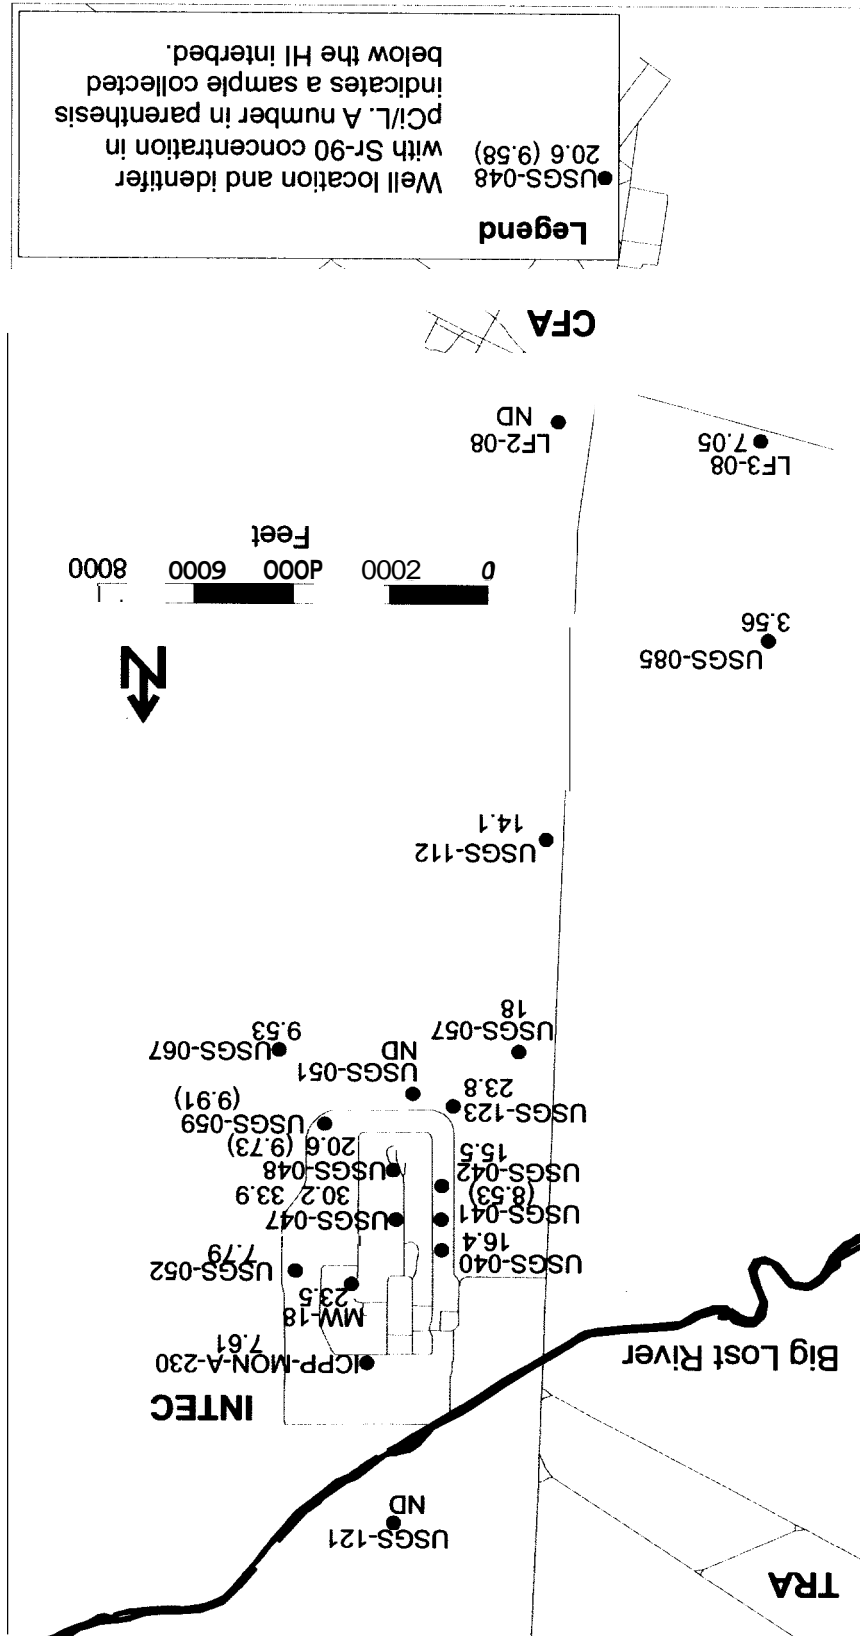 TRA
USGS-121
ND
INTEC
Big Lost River
ICPP-MON-A-230
7.61
MW-18
23.5
USGS-052
7.79
USGS-040
16.4
USGS-047
30.2 33.9
USGS-041
(8.53)
USGS-048
20.6 (9.73)
USGS-042
15.5
USGS-059
(9.91)
USGS-123
23.8
USGS-051
ND
USGS-067
9.53
USGS-057
18
USGS-112
14.1
N
USGS-085
3.56
0 2000 4000 6000 8000
Feet
LF3-08
7.05
LF2-08
ND
CFA
Legend
USGS-048
20.6 (9.58)
Well location and identifer
with Sr-90 concentration in
pCi/L. A number in parenthesis
indicates a sample collected
below the HI interbed.